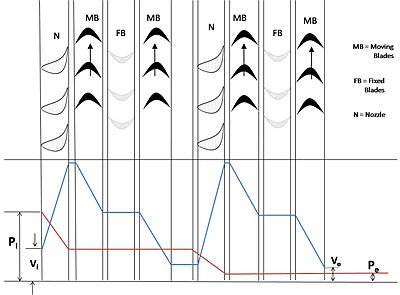 MB
MB
MB
MB
N
FB
N
FB
MB = Moving
Blades
FB = Fixed
Blades
N = Nozzle
Pi
Vi
Ve
Pe